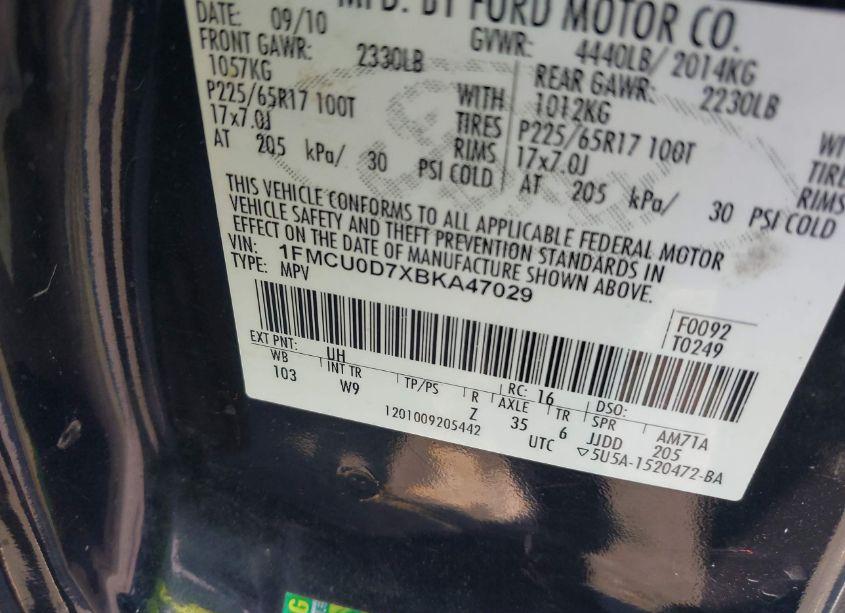 MFD. BY FORD MOTOR CO.
DATE: 09/10 GVWR: 4440LB/ 2014KG
FRONT GAWR: 2330LB REAR GAWR: 2230LB
1057KG WITH 1012KG WITH
P225/65R17 100T TIRES P225/65R17 100T TIRES
17x7.0J RIMS 17x7.0J RIMS
AT 205 kPa/ 30 PSI COLD AT 205 kPa/ 30 PSI COLD
THIS VEHICLE CONFORMS TO ALL APPLICABLE FEDERAL MOTOR
VEHICLE SAFETY AND THEFT PREVENTION STANDARDS IN
EFFECT ON THE DATE OF MANUFACTURE SHOWN ABOVE.
VIN: 1FMCU0D7XBKA47029
TYPE: MPV
F0092
T0249
EXT PNT: UH RC: 16 DSO:
WB INT TR TP/PS R AXLE TR SPR AM71A
103 W9 Z 35 6 JJDD 205
1201009205442 UTC ▽5U5A-1520472-BA